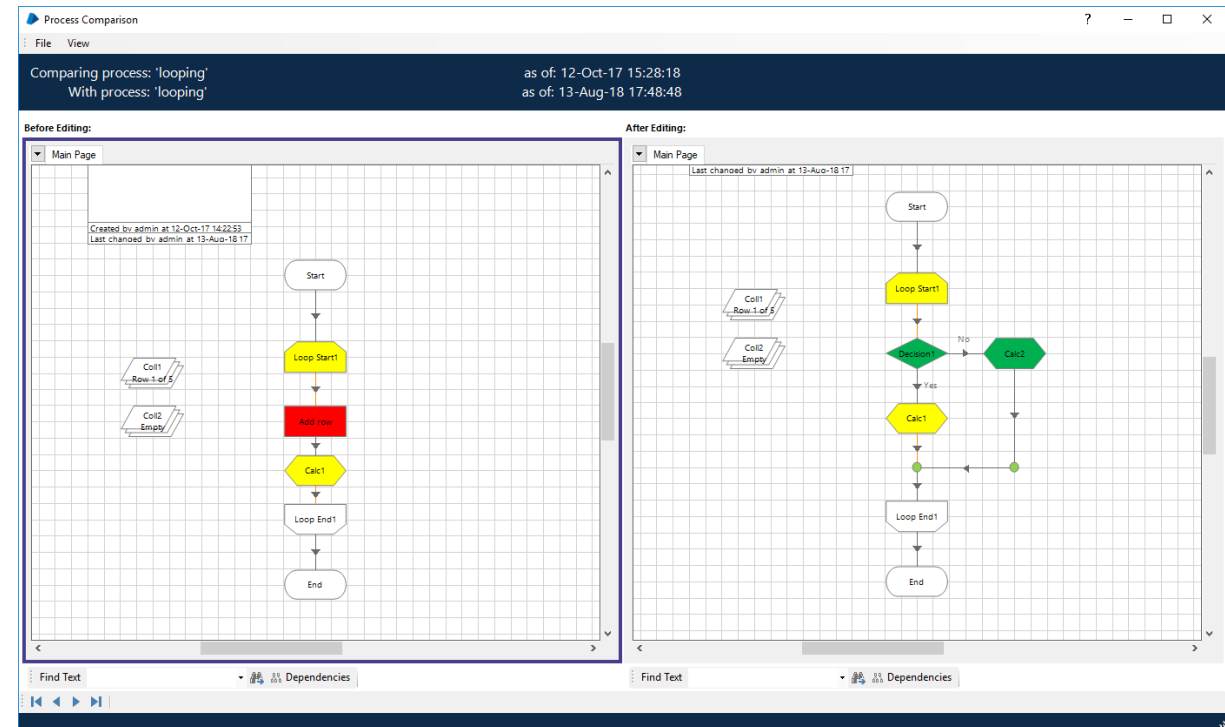 Process Comparison
?
File View
Comparing process: 'looping' as of: 12-Oct-17 15:28:18
With process: 'looping' as of: 13-Aug-18 17:48:48
Before Editing:
Main Page
Created by admin at 12-Oct-17 14:22:53
Last changed by admin at 13-Aug-18 17
Start
Loop Start1
Coll1
Row 1 of 5
Coll2
Empty
Add row
Calc1
Loop End1
End
Find Text
Dependencies
After Editing:
Main Page
Last changed by admin at 13-Aug-18 17
Start
Loop Start1
Coll1
Row 1 of 5
Coll2
Empty
Decision1
No
Calc2
Yes
Calc1
Loop End1
End
Find Text
Dependencies